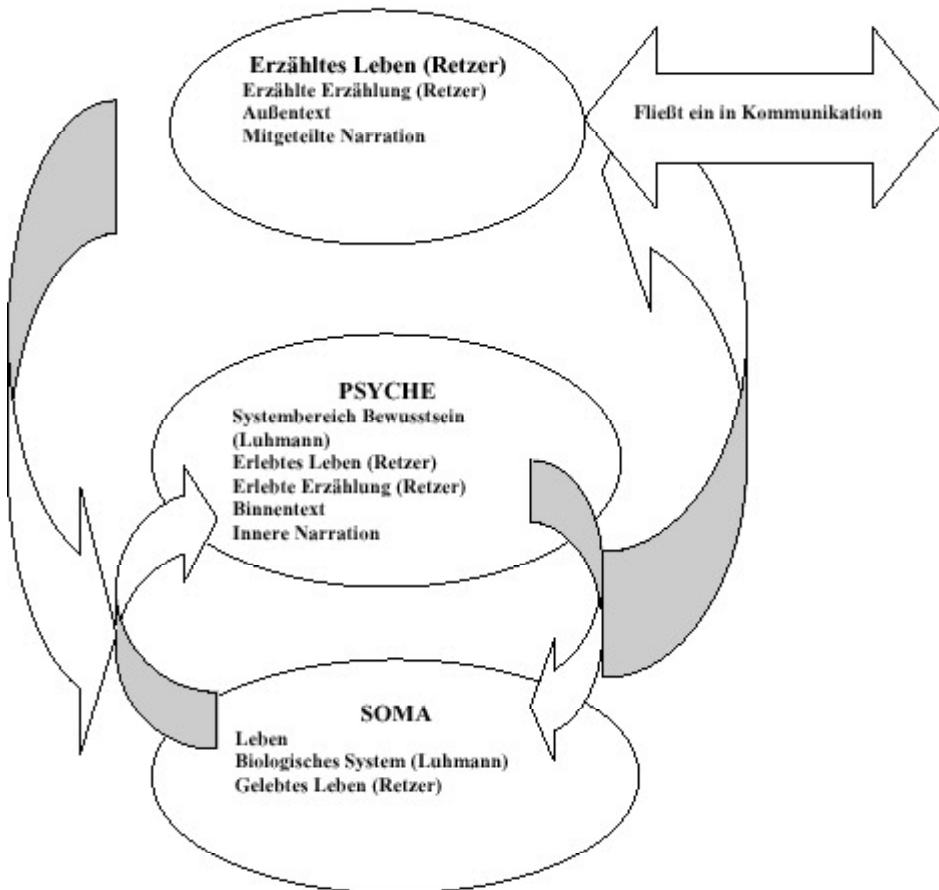 Erzähltes Leben (Retzer)
Erzählte Erzählung (Retzer)
Außentext
Mitgeteilte Narration
Fließt ein in Kommunikation
PSYCHE
Systembereich Bewusstsein
(Luhmann)
Erlebtes Leben (Retzer)
Erlebte Erzählung (Retzer)
Binnentext
Innere Narration
SOMA
Leben
Biologisches System (Luhmann)
Gelebtes Leben (Retzer)